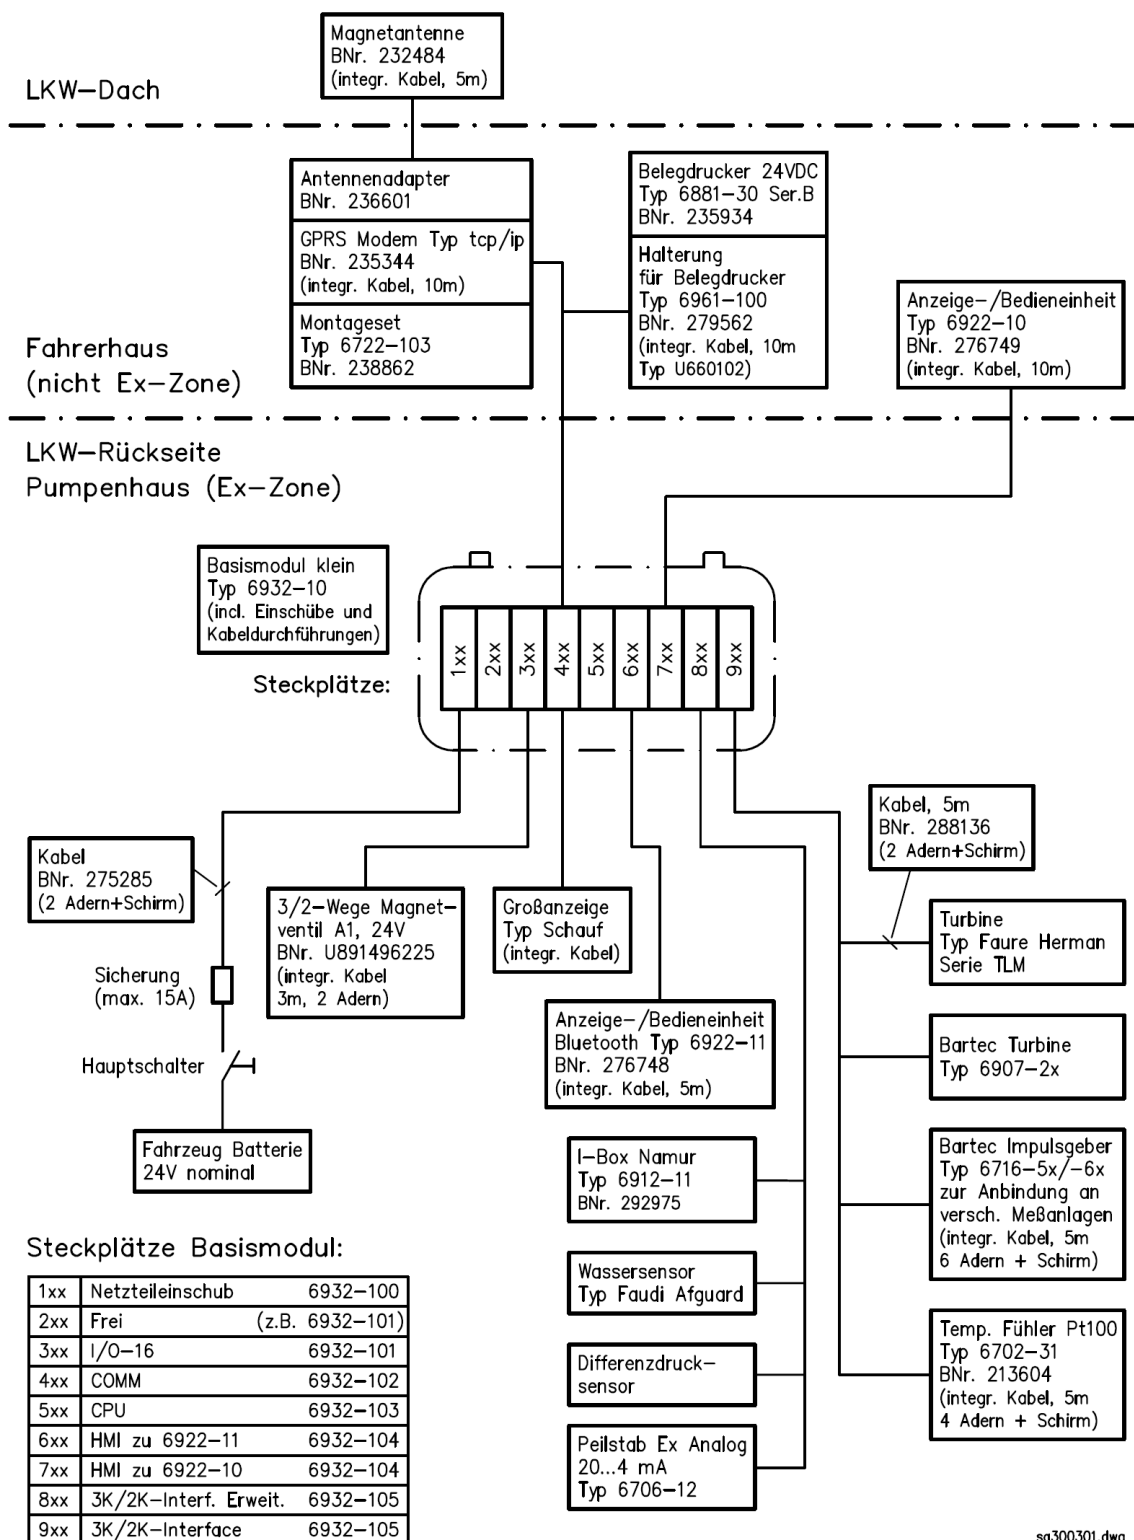 Magnetantenne
BNr. 232484
(integr. Kabel, 5m)
LKW-Dach
Antennenadapter
BNr. 236601
GPRS Modem Typ tcp/ip
BNr. 235344
(integr. Kabel, 10m)
Montageset
Typ 6722-103
BNr. 238862
Belegdrucker 24VDC
Typ 6881-30 Ser.B
BNr. 235934
Halterung
für Belegdrucker
Typ 6961-100
BNr. 279562
(integr. Kabel, 10m
Typ U660102)
Anzeige-/Bedieneinheit
Typ 6922-10
BNr. 276749
(integr. Kabel, 10m)
Fahrerhaus
(nicht Ex-Zone)
LKW-Rückseite
Pumpenhaus (Ex-Zone)
Basismodul klein
Typ 6932-10
(incl. Einschübe und
Kabeldurchführungen)
Steckplätze:
1xx
2xx
3xx
4xx
5xx
6xx
7xx
8xx
9xx
Kabel
BNr. 275285
(2 Adern+Schirm)
Sicherung
(max. 15A)
Hauptschalter
Fahrzeug Batterie
24V nominal
3/2-Wege Magnet-
ventil A1, 24V
BNr. U891496225
(integr. Kabel
3m, 2 Adern)
Großanzeige
Typ Schauf
(integr. Kabel)
Anzeige-/Bedieneinheit
Bluetooth Typ 6922-11
BNr. 276748
(integr. Kabel, 5m)
I-Box Namur
Typ 6912-11
BNr. 292975
Wassersensor
Typ Faudi Afguard
Differenzdruck-
sensor
Peilstab Ex Analog
20...4 mA
Typ 6706-12
Kabel, 5m
BNr. 288136
(2 Adern+Schirm)
Turbine
Typ Faure Herman
Serie TLM
Bartec Turbine
Typ 6907-2x
Bartec Impulsgeber
Typ 6716-5x/-6x
zur Anbindung an
versch. Meßanlagen
(integr. Kabel, 5m
6 Adern + Schirm)
Temp. Fühler Pt100
Typ 6702-31
BNr. 213604
(integr. Kabel, 5m
4 Adern + Schirm)
Steckplätze Basismodul:
1xx Netzteileinschub 6932-100
2xx Frei (z.B. 6932-101)
3xx I/O-16 6932-101
4xx COMM 6932-102
5xx CPU 6932-103
6xx HMI zu 6922-11 6932-104
7xx HMI zu 6922-10 6932-104
8xx 3K/2K-Interf. Erweit. 6932-105
9xx 3K/2K-Interface 6932-105
sa300301.dwg